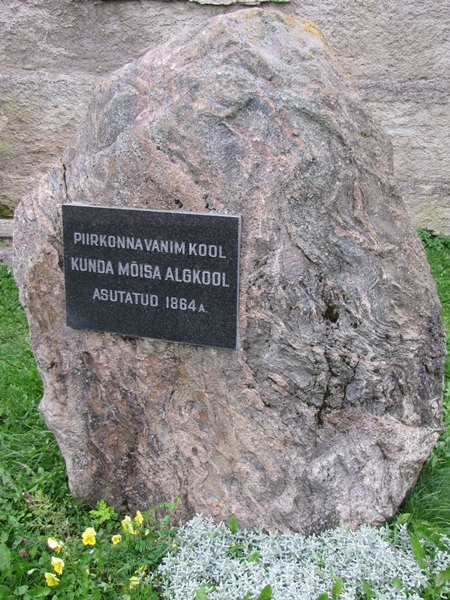 PIIRKONNA VANIM KOOL
KUNDA MÕISA ALGKOOL
ASUTATUD 1864 A.